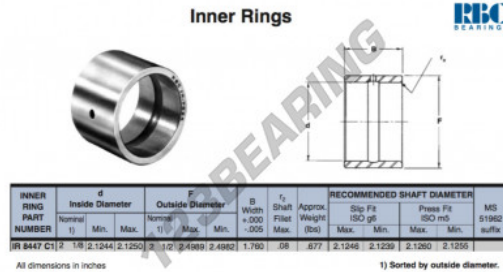 Inner Rings
RBC
BEARINGS
B
r₂
d
F
123BEARING
INNER RING PART NUMBER
d Inside Diameter
Nominal 1) Min. Max.
F Outside Diameter
Nominal 1) Max. Min.
B Width +.000 -.005
r₂ Shaft Fillet Max.
Approx. Weight (lbs)
RECOMMENDED SHAFT DIAMETER
Slip Fit ISO g6
Max. Min.
Press Fit ISO m5
Max. Min.
MS 51962 suffix
IR 8447 C1 2 1/8 2.1244 2.1250 2 1/2 2.4989 2.4982 1.760 .08 .677 2.1246 2.1239 2.1260 2.1255
All dimensions in inches
1) Sorted by outside diameter.